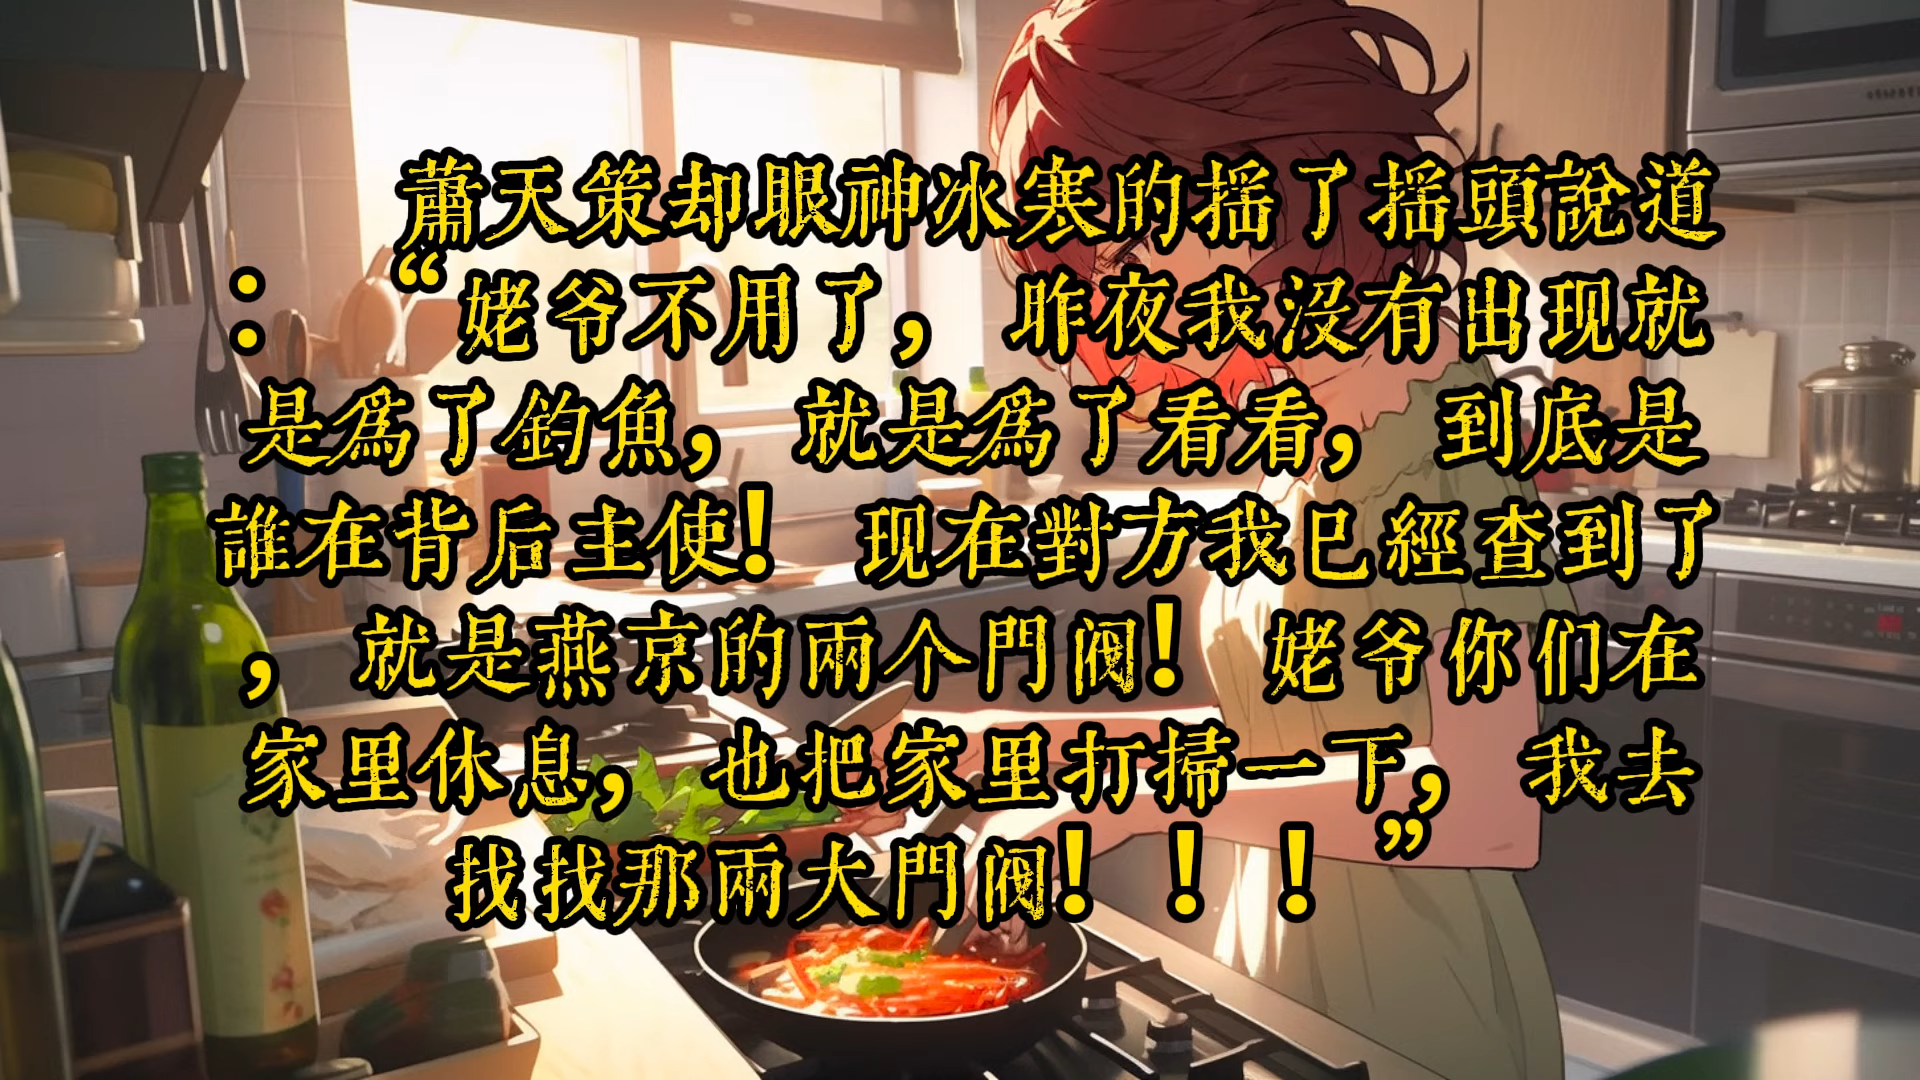 蕭天策却眼神冰寒的摇了摇頭說道
：“姥爷不用了，昨夜我沒有出现就
是爲了釣魚，就是爲了看看，到底是
誰在背后主使！现在對方我已經查到了
，就是燕京的兩个門阀！姥爷你们在
家里休息，也把家里打掃一下，我去
找找那兩大門阀！！！”